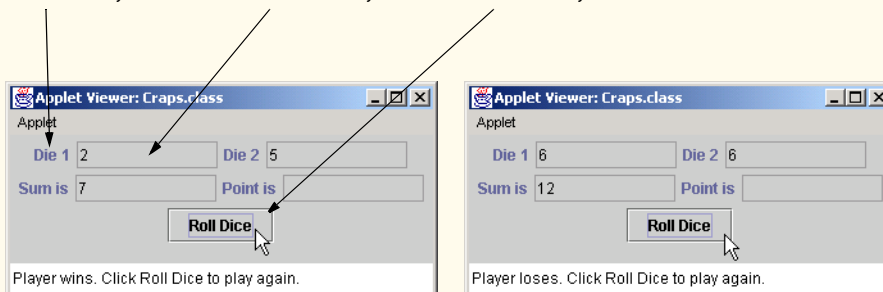 Applet Viewer: Craps.class
Applet
Die 1 2 Die 2 5
Sum is 7 Point is
Roll Dice
Player wins. Click Roll Dice to play again.
Applet Viewer: Craps.class
Applet
Die 1 6 Die 2 6
Sum is 12 Point is
Roll Dice
Player loses. Click Roll Dice to play again.